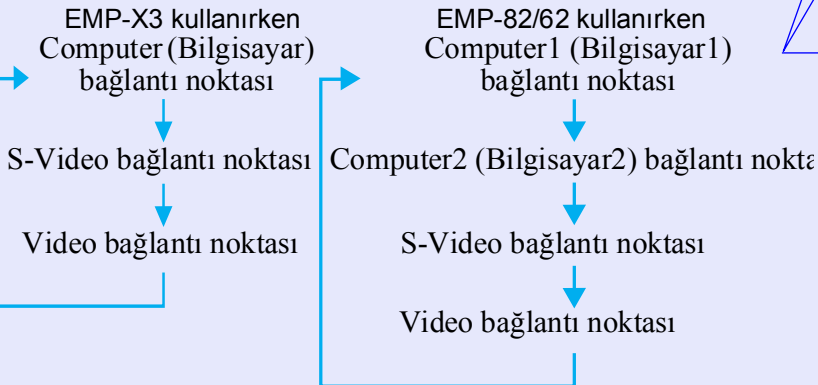 EMP-X3 kullanırken
Computer (Bilgisayar)
bağlantı noktası
S-Video bağlantı noktası
Video bağlantı noktası
EMP-82/62 kullanırken
Computer1 (Bilgisayar1)
bağlantı noktası
Computer2 (Bilgisayar2) bağlantı
S-Video bağlantı noktası
Video bağlantı noktası